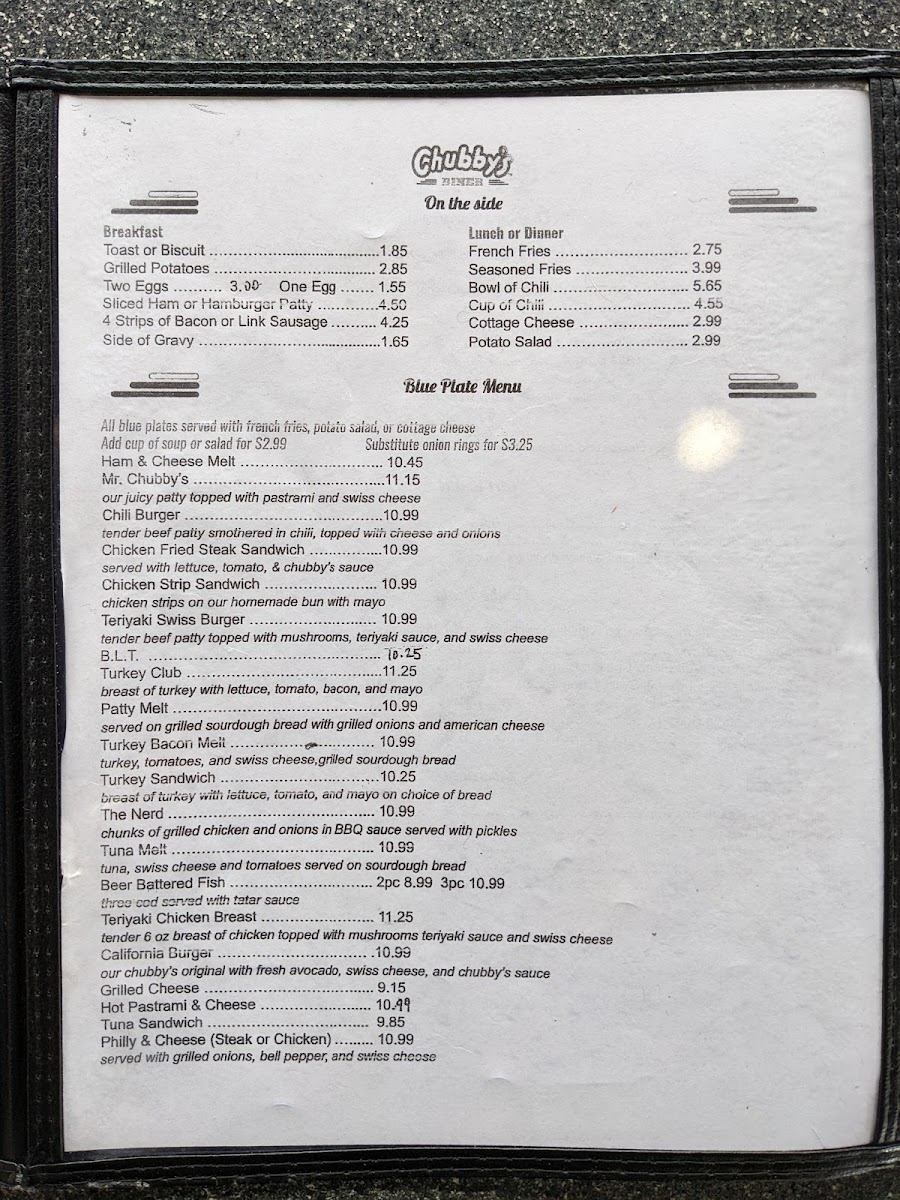 Chubby's
DINER
On the side
Breakfast
Toast or Biscuit ........................................1.85
Grilled Potatoes ....................................... 2.85
Two Eggs .......... 3.00 One Egg ....... 1.55
Sliced Ham or Hamburger Patty ..............4.50
4 Strips of Bacon or Link Sausage .......... 4.25
Side of Gravy ...........................................1.65
Lunch or Dinner
French Fries ................................. 2.75
Seasoned Fries ........................... 3.99
Bowl of Chili ................................ 5.65
Cup of Chili .................................. 4.55
Cottage Cheese .......................... 2.99
Potato Salad ............................... 2.99
Blue Plate Menu
All blue plates served with french fries, potato salad, or cottage cheese
Add cup of soup or salad for $2.99 Substitute onion rings for $3.25
Ham & Cheese Melt .................................. 10.45
Mr. Chubby's .............................................11.15
our juicy patty topped with pastrami and swiss cheese
Chili Burger ...............................................10.99
tender beef patty smothered in chili, topped with cheese and onions
Chicken Fried Steak Sandwich .................10.99
served with lettuce, tomato, & chubby's sauce
Chicken Strip Sandwich ........................... 10.99
chicken strips on our homemade bun with mayo
Teriyaki Swiss Burger .............................. 10.99
tender beef patty topped with mushrooms, teriyaki sauce, and swiss cheese
B.L.T. ....................................................... 10.25
Turkey Club ..............................................11.25
breast of turkey with lettuce, tomato, bacon, and mayo
Patty Melt ..................................................10.99
served on grilled sourdough bread with grilled onions and american cheese
Turkey Bacon Melt .................................. 10.99
turkey, tomatoes, and swiss cheese,grilled sourdough bread
Turkey Sandwich ......................................10.25
breast of turkey with lettuce, tomato, and mayo on choice of bread
The Nerd .................................................. 10.99
chunks of grilled chicken and onions in BBQ sauce served with pickles
Tuna Melt ................................................. 10.99
tuna, swiss cheese and tomatoes served on sourdough bread
Beer Battered Fish .................................. 2pc 8.99 3pc 10.99
three cod served with tatar sauce
Teriyaki Chicken Breast ........................... 11.25
tender 6 oz breast of chicken topped with mushrooms teriyaki sauce and swiss cheese
California Burger ..................................... .10.99
our chubby's original with fresh avocado, swiss cheese, and chubby's sauce
Grilled Cheese ......................................... 9.15
Hot Pastrami & Cheese ........................... 10.99
Tuna Sandwich ....................................... 9.85
Philly & Cheese (Steak or Chicken) ......... 10.99
served with grilled onions, bell pepper, and swiss cheese